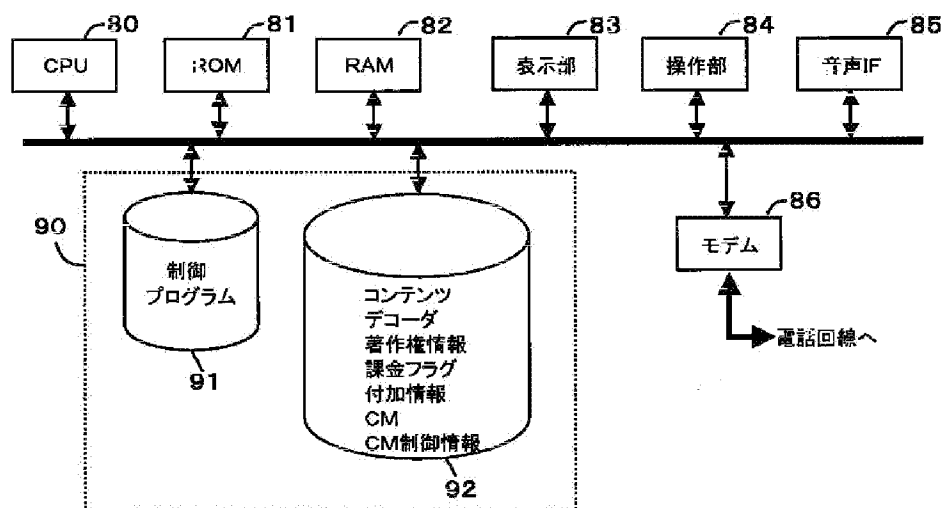 80
81
82
83
84
85
CPU
ROM
RAM
表示部
操作部
音声IF
90
制御
プログラム
91
コンテンツ
デコーダ
著作権情報
課金フラグ
付加情報
CM
CM制御情報
92
86
モデム
電話回線へ